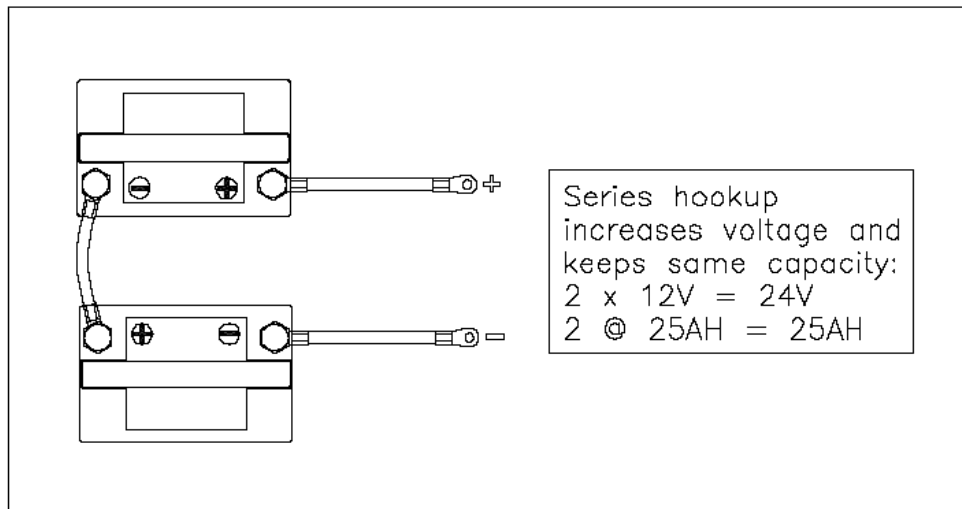 − +
+
+ −
−
Series hookup
increases voltage and
keeps same capacity:
2 x 12V = 24V
2 @ 25AH = 25AH